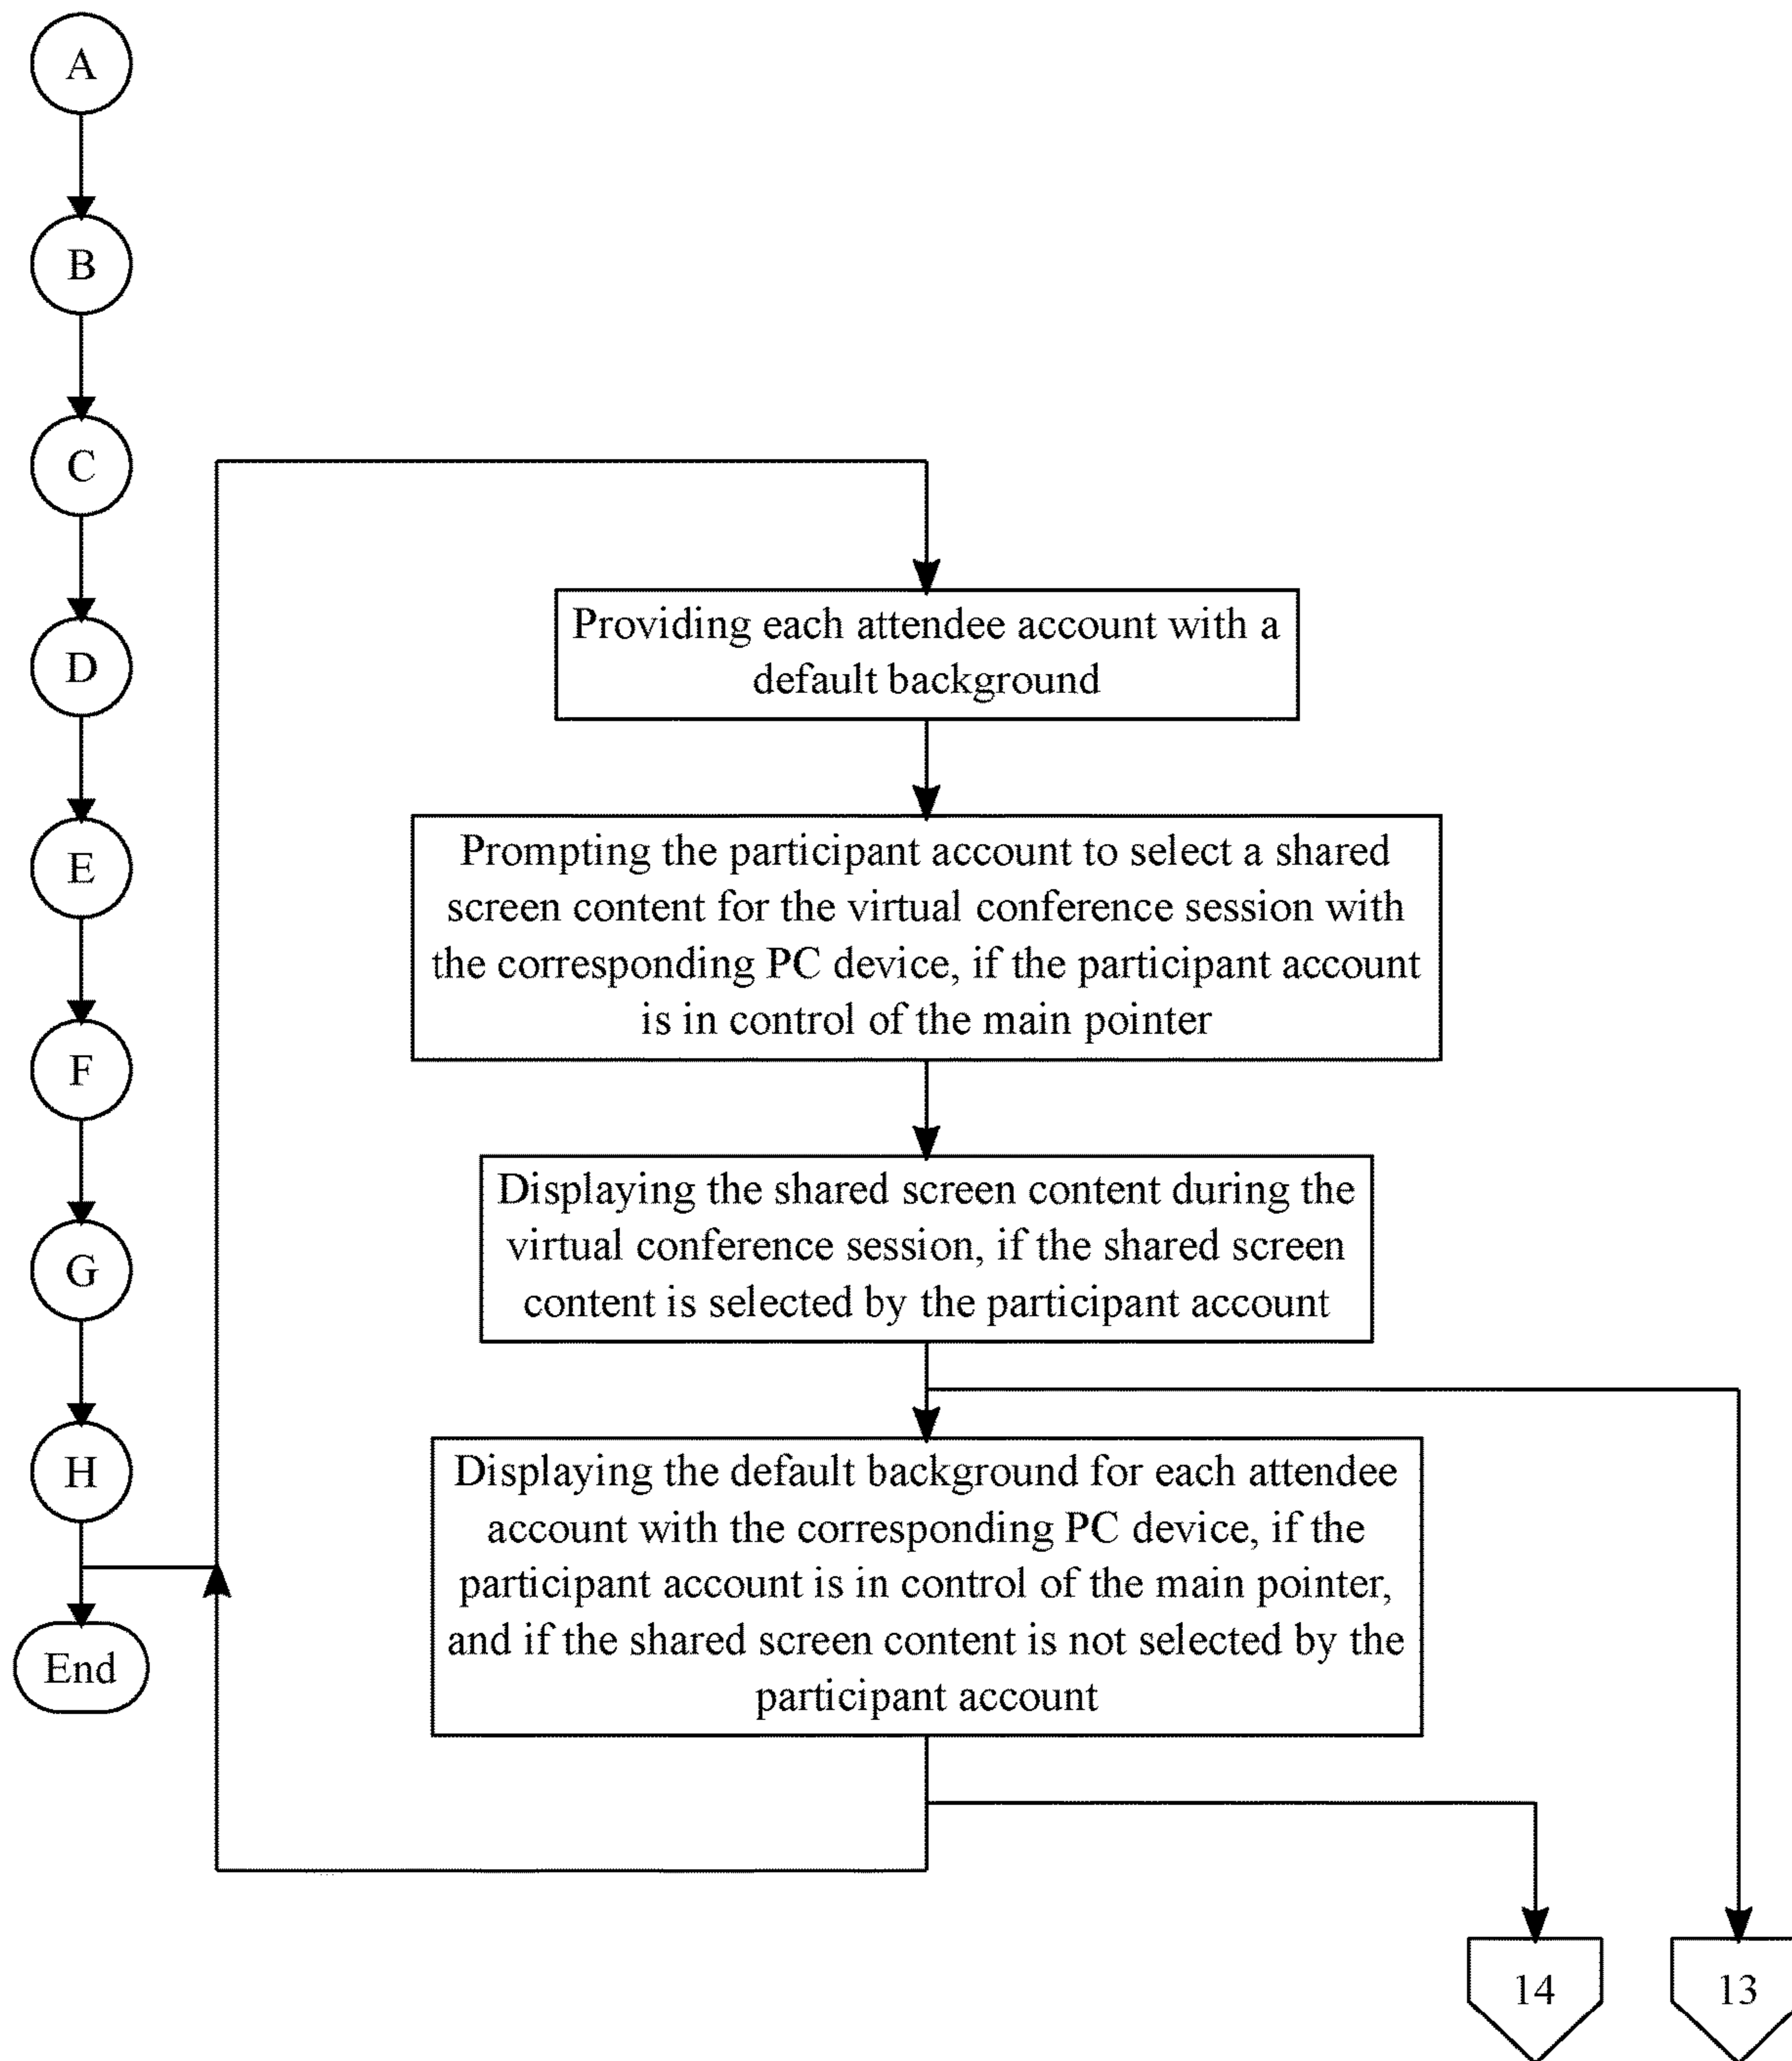 A
B
C
D
E
F
G
H
End
Providing each attendee account with a
default background
Prompting the participant account to select a shared
screen content for the virtual conference session with
the corresponding PC device, if the participant account
is in control of the main pointer
Displaying the shared screen content during the
virtual conference session, if the shared screen
content is selected by the participant account
Displaying the default background for each attendee
account with the corresponding PC device, if the
participant account is in control of the main pointer,
and if the shared screen content is not selected by the
participant account
14
13